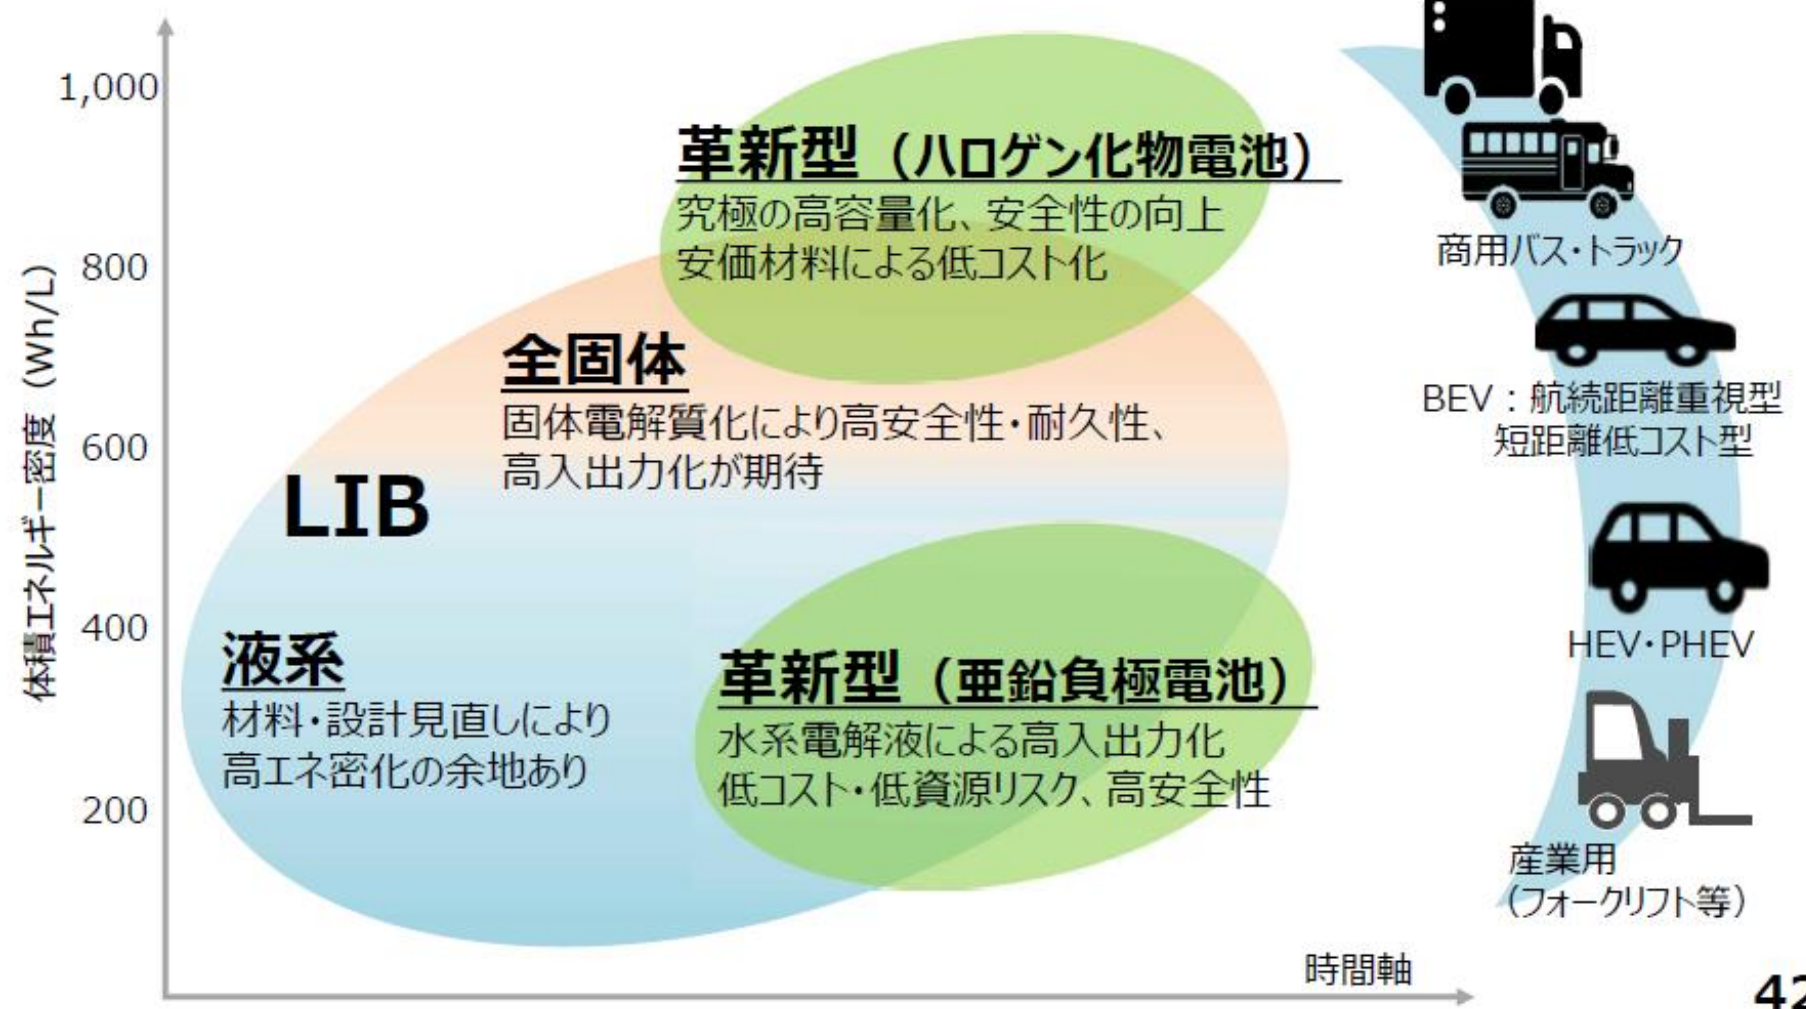 体積エネルギー密度（Wh/L）
1,000
800
600
400
200
革新型（ハロゲン化物電池）
究極の高容量化、安全性の向上
安価材料による低コスト化
全固体
固体電解質化により高安全性・耐久性、
高入出力化が期待
LIB
液系
材料・設計見直しにより
高エネ密化の余地あり
革新型（亜鉛負極電池）
水系電解液による高入出力化
低コスト・低資源リスク、高安全性
時間軸
商用バス・トラック
BEV：航続距離重視型
短距離低コスト型
HEV・PHEV
産業用
（フォークリフト等）
42